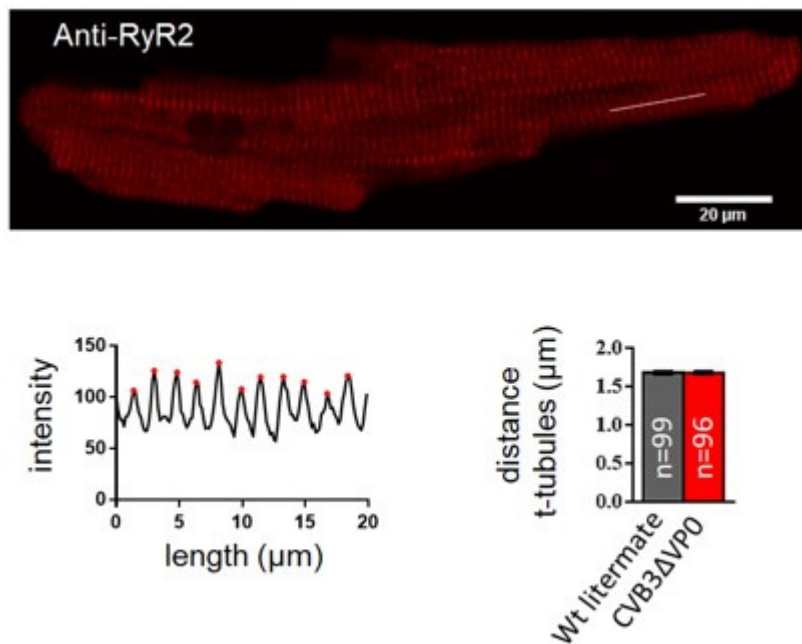 Anti-RyR2
20 µm
intensity
150
100
50
0
0 5 10 15 20
length (µm)
distance
t-tubules (µm)
2.0
1.5
1.0
0.5
0.0
n=99
n=96
Wt litermate
CVB3ΔVP0